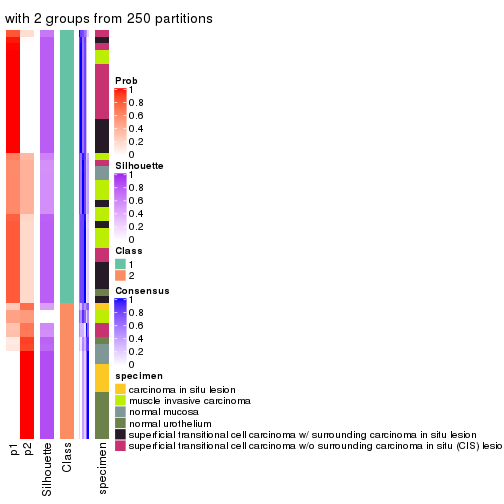 with 2 groups from 250 partitions
Prob
1
0.8
0.6
0.4
0.2
0
Silhouette
1
0.8
0.6
0.4
0.2
0
Class
1
2
Consensus
1
0.8
0.6
0.4
0.2
0
specimen
carcinoma in situ lesion
muscle invasive carcinoma
normal mucosa
normal urothelium
superficial transitional cell carcinoma w/ surrounding carcinoma in situ lesion
superficial transitional cell carcinoma w/o surrounding carcinoma in situ (CIS) lesio
p1
p2
Silhouette
Class
specimen